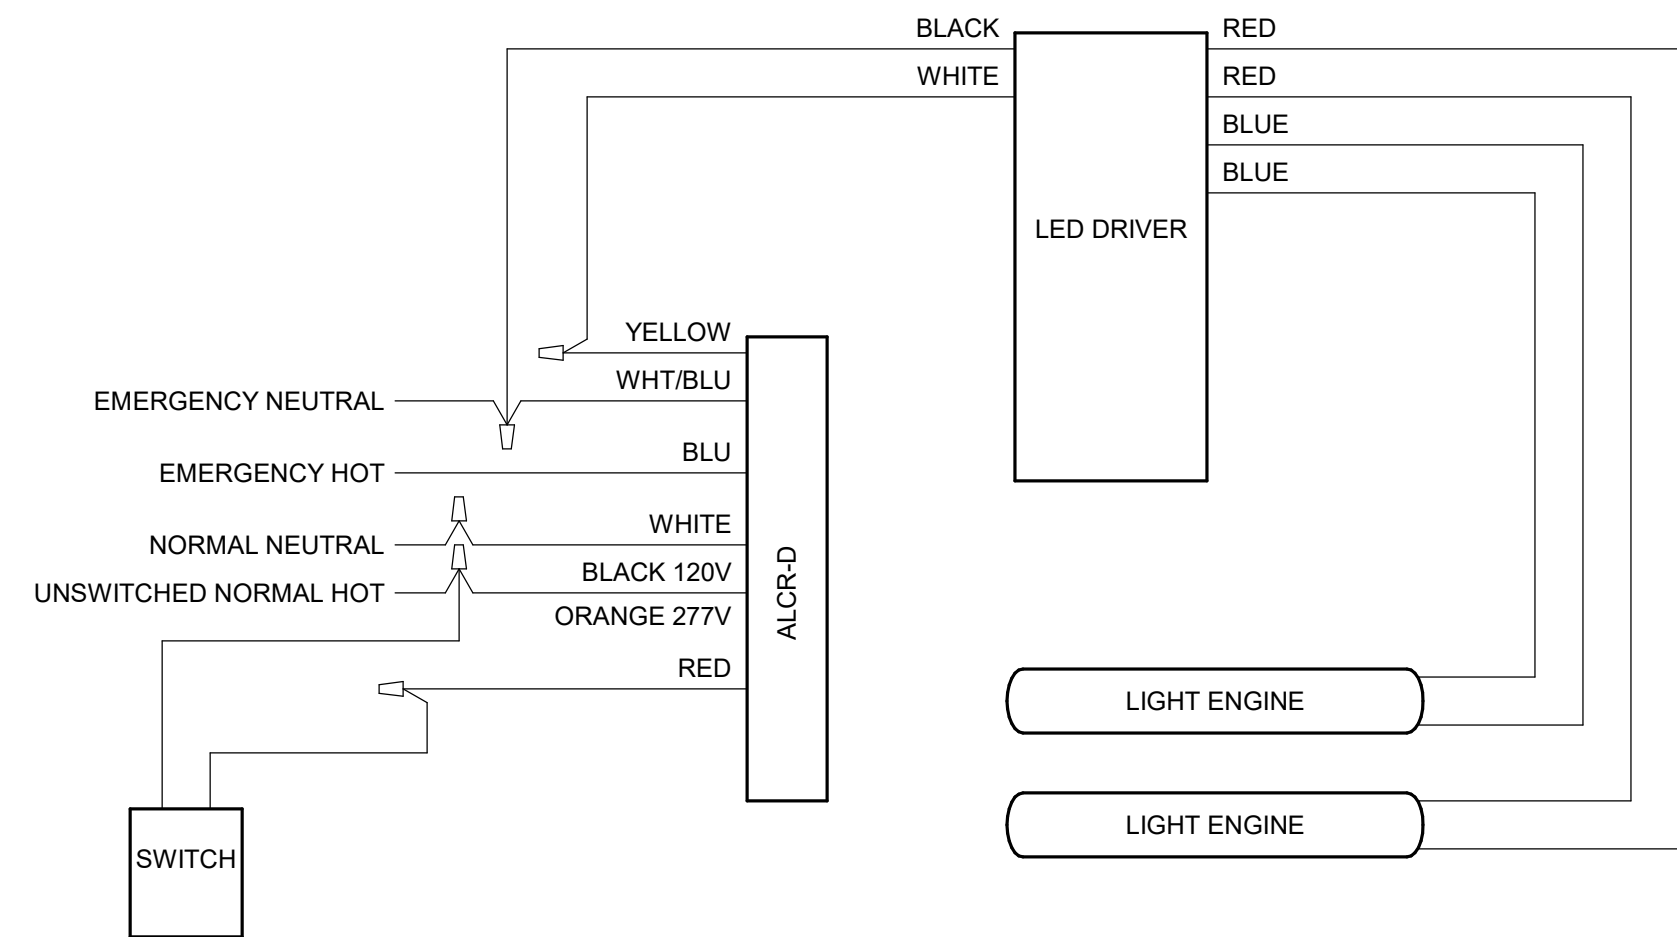 BLACK
RED
WHITE
RED
BLUE
BLUE
LED DRIVER
YELLOW
WHT/BLU
EMERGENCY NEUTRAL
BLU
EMERGENCY HOT
WHITE
NORMAL NEUTRAL
BLACK 120V
UNSWITCHED NORMAL HOT
ORANGE 277V
ALCR-D
RED
LIGHT ENGINE
LIGHT ENGINE
SWITCH